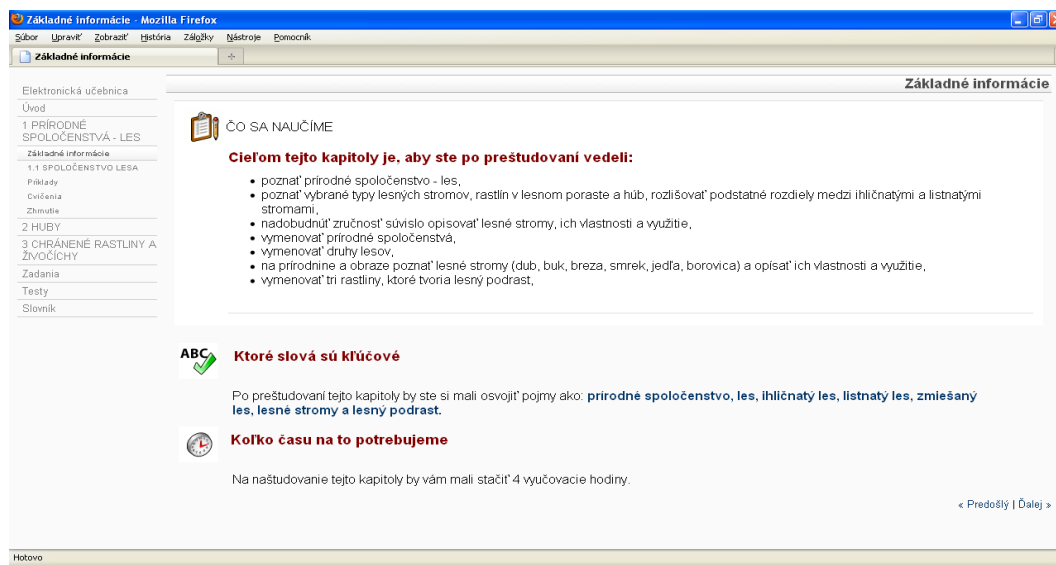 Základné informácie - Mozilla Firefox
Súbor Upraviť Zobraziť História Záložky Nástroje Pomocník
Základné informácie
Základné informácie
Elektronická učebnica
Úvod
1 PRÍRODNÉ
SPOLOČENSTVÁ - LES
Základné informácie
1.1 SPOLOČENSTVO LESA
Príklady
Cvičenia
Zhrnutie
2 HUBY
3 CHRÁNENÉ RASTLINY A
ŽIVOČÍCHY
Zadania
Testy
Slovník
ČO SA NAUČÍME
Cieľom tejto kapitoly je, aby ste po preštudovaní vedeli:
• poznať prírodné spoločenstvo - les,
• poznať vybrané typy lesných stromov, rastlín v lesnom poraste a húb, rozlišovať podstatné rozdiely medzi ihličnatými a listnatými
stromami,
• nadobudnúť zručnosť súvislo opisovať lesné stromy, ich vlastnosti a využitie,
• vymenovať prírodné spoločenstvá,
• vymenovať druhy lesov,
• na prírodnine a obraze poznať lesné stromy (dub, buk, breza, smrek, jedľa, borovica) a opísať ich vlastnosti a využitie,
• vymenovať tri rastliny, ktoré tvoria lesný podrast,
ABC
Ktoré slová sú kľúčové
Po preštudovaní tejto kapitoly by ste si mali osvojiť pojmy ako: prírodné spoločenstvo, les, ihličnatý les, listnatý les, zmiešaný
les, lesné stromy a lesný podrast.
Koľko času na to potrebujeme
Na naštudovanie tejto kapitoly by vám mali stačiť 4 vyučovacie hodiny.
« Predošlý | Ďalej »
Hotovo